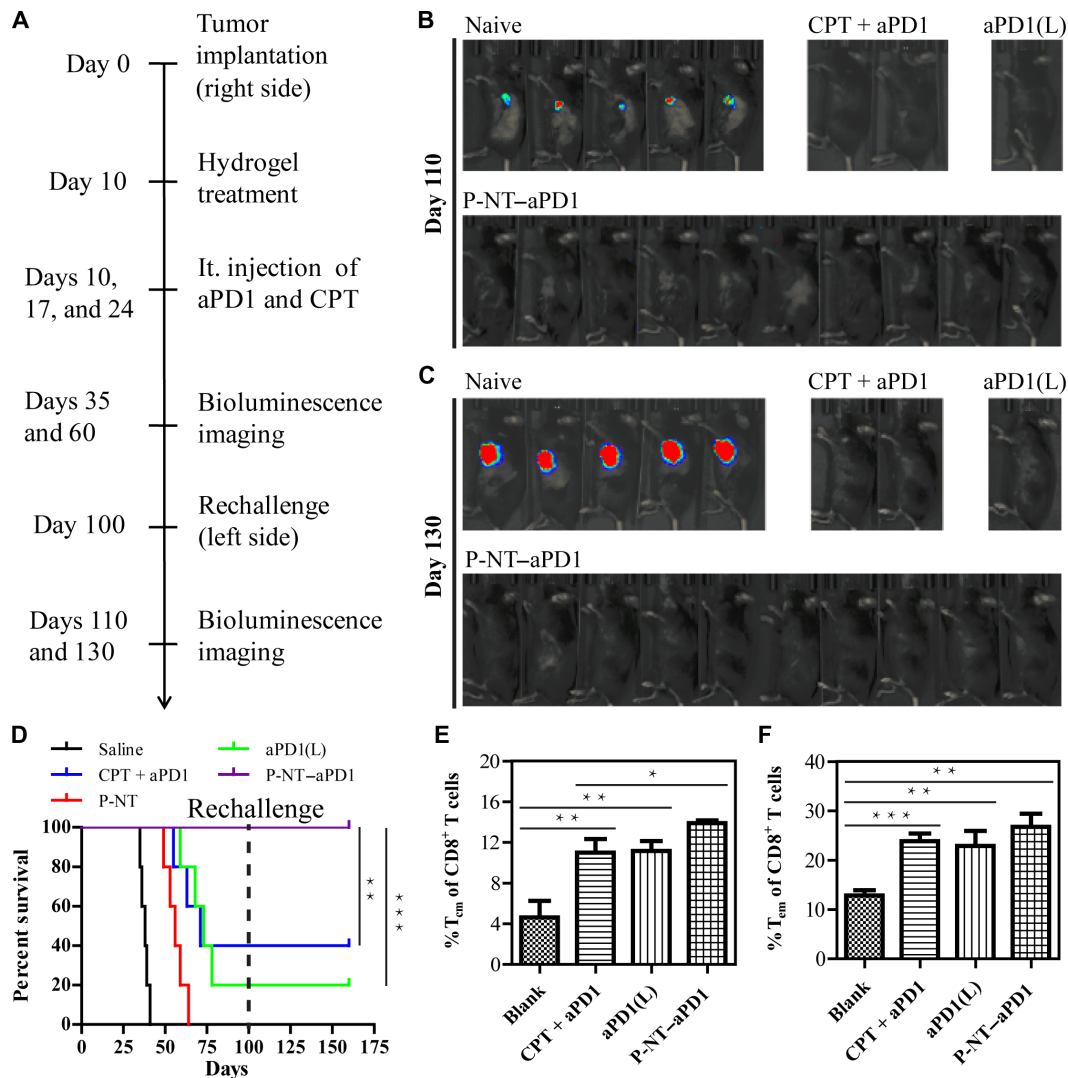 A
Day 0
Tumor
implantation
(right side)
Day 10
Hydrogel
treatment
Days 10,
17, and 24
It. injection of
aPD1 and CPT
Days 35
and 60
Bioluminescence
imaging
Day 100
Rechallenge
(left side)
Days 110
and 130
Bioluminescence
imaging
B
Day 110
Naive
CPT + aPD1
aPD1(L)
P-NT–aPD1
C
Day 130
Naive
CPT + aPD1
aPD1(L)
P-NT–aPD1
D
Saline
CPT + aPD1
P-NT
aPD1(L)
P-NT–aPD1
Rechallenge
Percent survival
100
80
60
40
20
0
0 25 50 75 100 125 150 175
Days
* *
* * *
E
% Tcm of CD8+ T cells
20
16
12
8
4
0
*
* *
* *
Blank
CPT + aPD1
aPD1(L)
P-NT–aPD1
F
% Tem of CD8+ T cells
40
30
20
10
0
* *
* *
* * *
Blank
CPT + aPD1
aPD1(L)
P-NT–aPD1